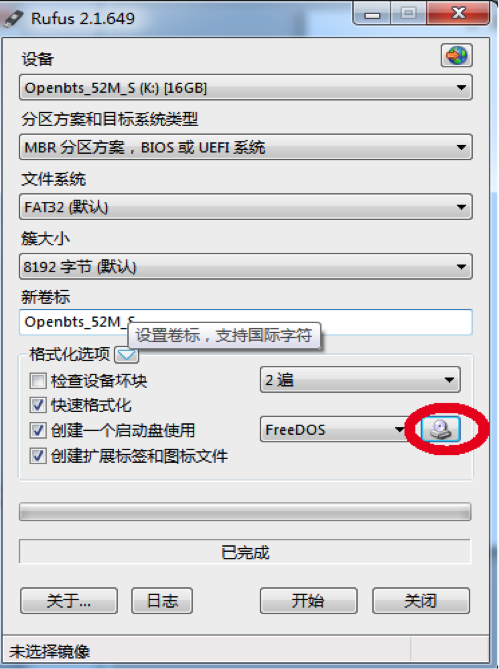 Rufus 2.1.649
设备
Openbts_52M_S (K:) [16GB]
分区方案和目标系统类型
MBR 分区方案，BIOS 或 UEFI 系统
文件系统
FAT32 (默认)
簇大小
8192 字节 (默认)
新卷标
Openbts_52M_S
设置卷标，支持国际字符
格式化选项
检查设备坏块 2 遍
快速格式化
创建一个启动盘使用 FreeDOS
创建扩展标签和图标文件
已完成
关于... 日志 开始 关闭
未选择镜像